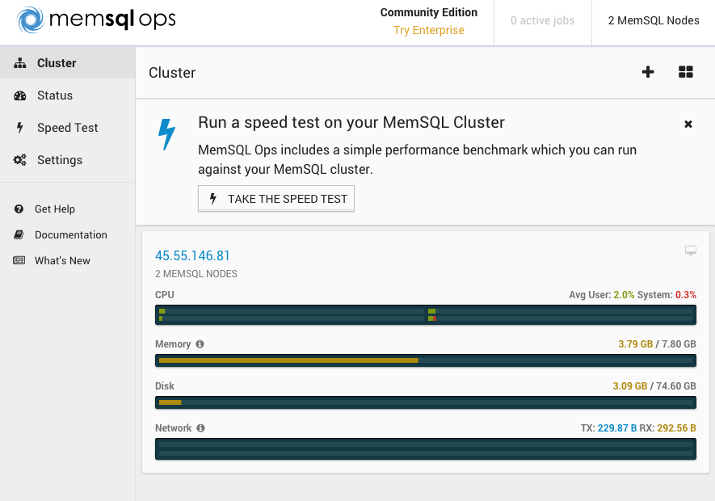 memsql ops
Community Edition
Try Enterprise
0 active jobs
2 MemSQL Nodes
Cluster
Status
Speed Test
Settings
Get Help
Documentation
What's New
Cluster
Run a speed test on your MemSQL Cluster
MemSQL Ops includes a simple performance benchmark which you can run
against your MemSQL cluster.
TAKE THE SPEED TEST
45.55.146.81
2 MEMSQL NODES
CPU Avg User: 2.0% System: 0.3%
Memory 3.79 GB / 7.80 GB
Disk 3.09 GB / 74.60 GB
Network TX: 229.87 B RX: 292.56 B